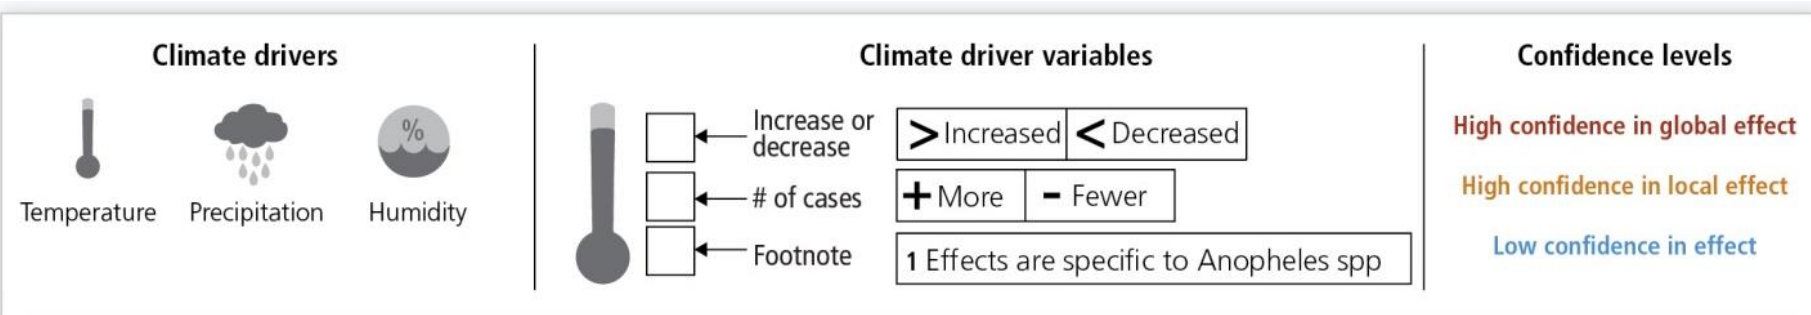 Climate drivers
%
Temperature
Precipitation
Humidity
Climate driver variables
Increase or
decrease
> Increased
< Decreased
# of cases
+ More
- Fewer
Footnote
1 Effects are specific to Anopheles spp
Confidence levels
High confidence in global effect
High confidence in local effect
Low confidence in effect